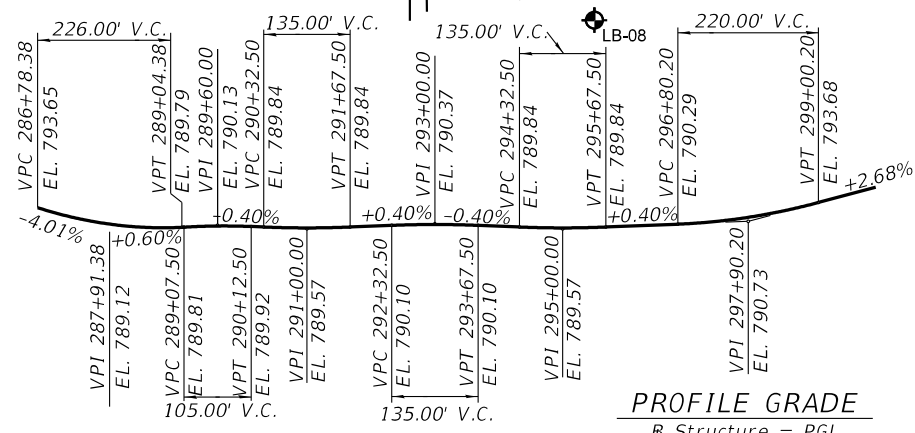 226.00' V.C.
135.00' V.C.
135.00' V.C.
LB-08
220.00' V.C.
VPC 286+78.38
EL. 793.65
VPT 289+04.38
EL. 789.79
VPI 289+60.00
EL. 790.13
VPC 290+32.50
EL. 789.84
VPT 291+67.50
EL. 789.84
VPI 293+00.00
EL. 790.37
VPC 294+32.50
EL. 789.84
VPT 295+67.50
EL. 789.84
VPC 296+80.20
EL. 790.29
VPT 299+00.20
EL. 793.68
-4.01%
+0.60%
-0.40%
+0.40%
-0.40%
+0.40%
+2.68%
VPI 287+91.38
EL. 789.12
VPC 289+07.50
EL. 789.81
VPT 290+12.50
EL. 789.92
VPI 291+00.00
EL. 789.57
VPC 292+32.50
EL. 790.10
VPT 293+67.50
EL. 790.10
VPI 295+00.00
EL. 789.57
VPI 297+90.20
EL. 790.73
105.00' V.C.
135.00' V.C.
PROFILE GRADE
Structure = PGL